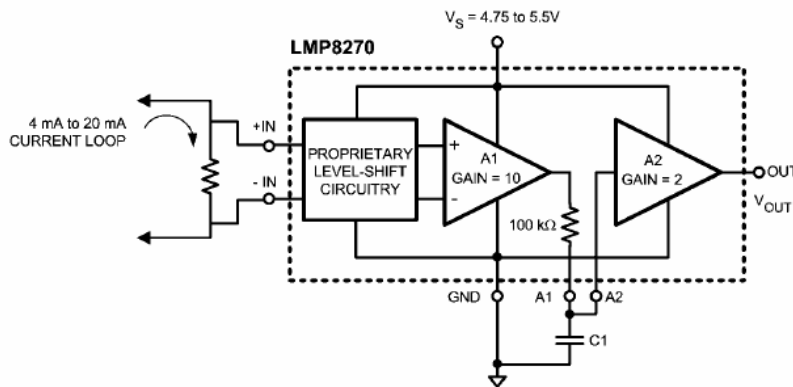 V_S = 4.75 to 5.5V
LMP8270
4 mA to 20 mA
CURRENT LOOP
+IN
- IN
PROPRIETARY
LEVEL-SHIFT
CIRCUITRY
+
-
A1
GAIN = 10
100 kΩ
A2
GAIN = 2
OUT
V_OUT
GND
A1
A2
C1